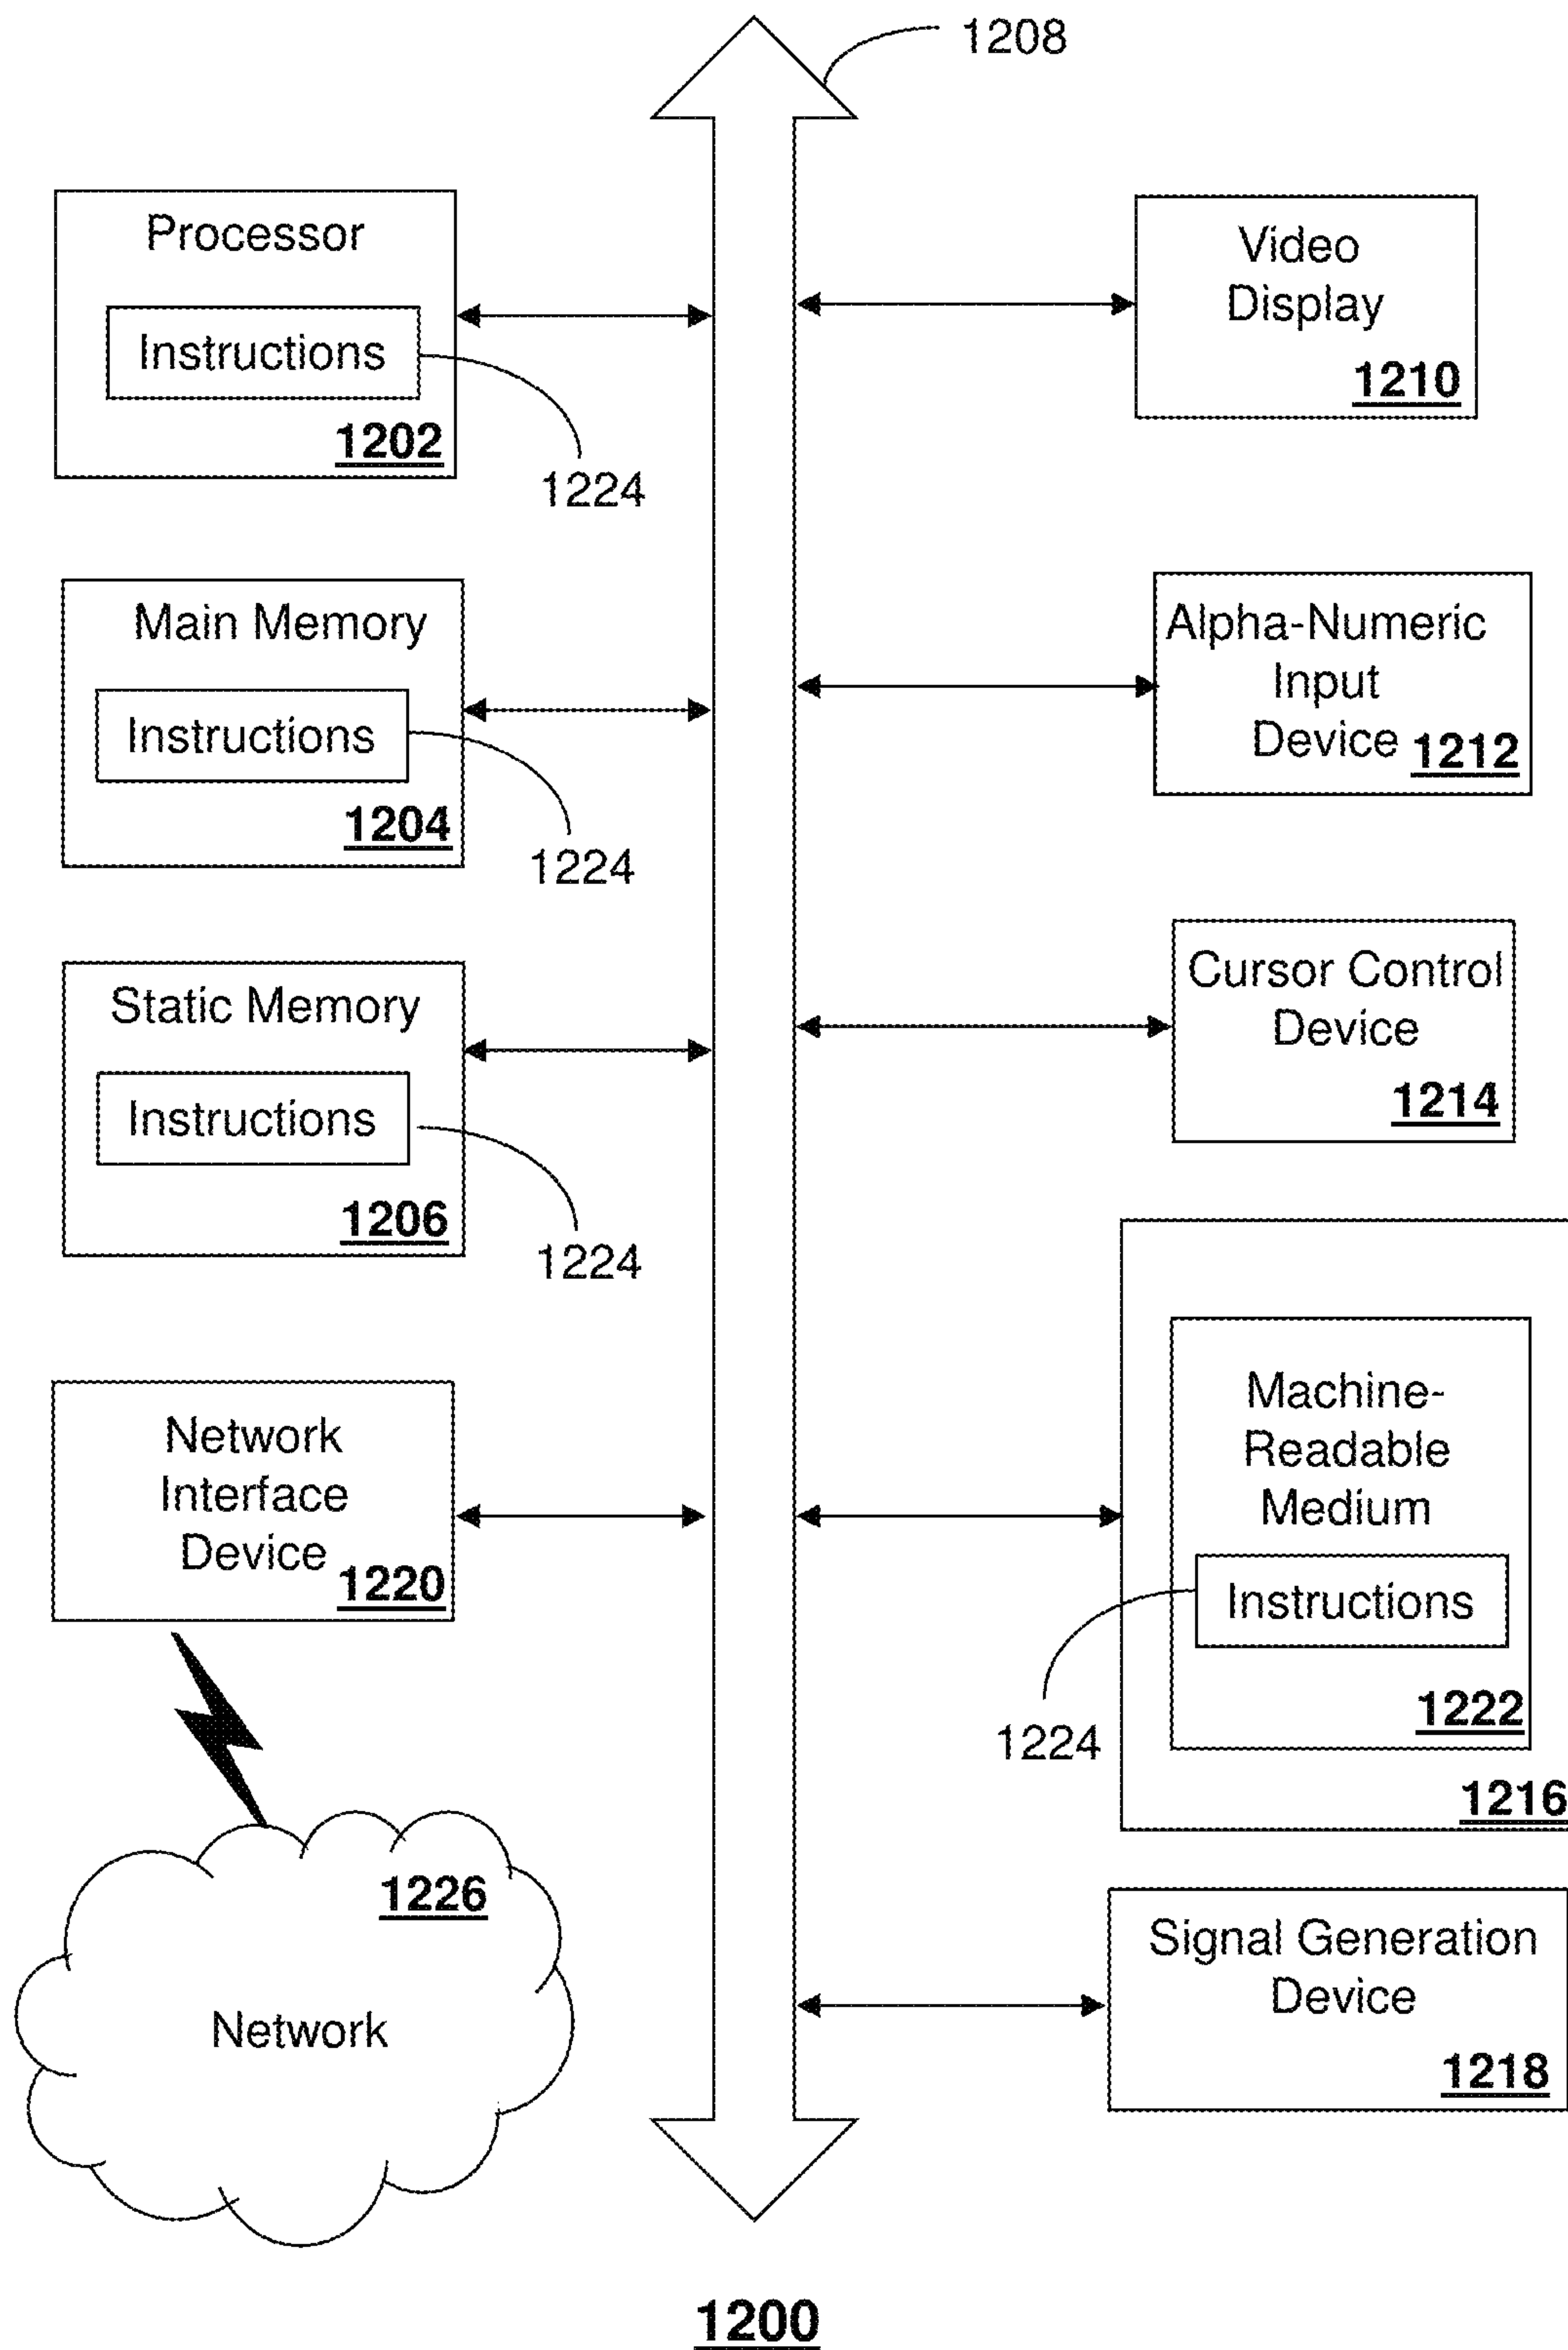 1208
Processor
Instructions
1202
1224
Video
Display
1210
Main Memory
Instructions
1204
1224
Alpha-Numeric
Input
Device 1212
Static Memory
Instructions
1206
1224
Cursor Control
Device
1214
Network
Interface
Device 1220
Machine-
Readable
Medium
Instructions
1222
1224
1216
1226
Network
Signal Generation
Device
1218
1200